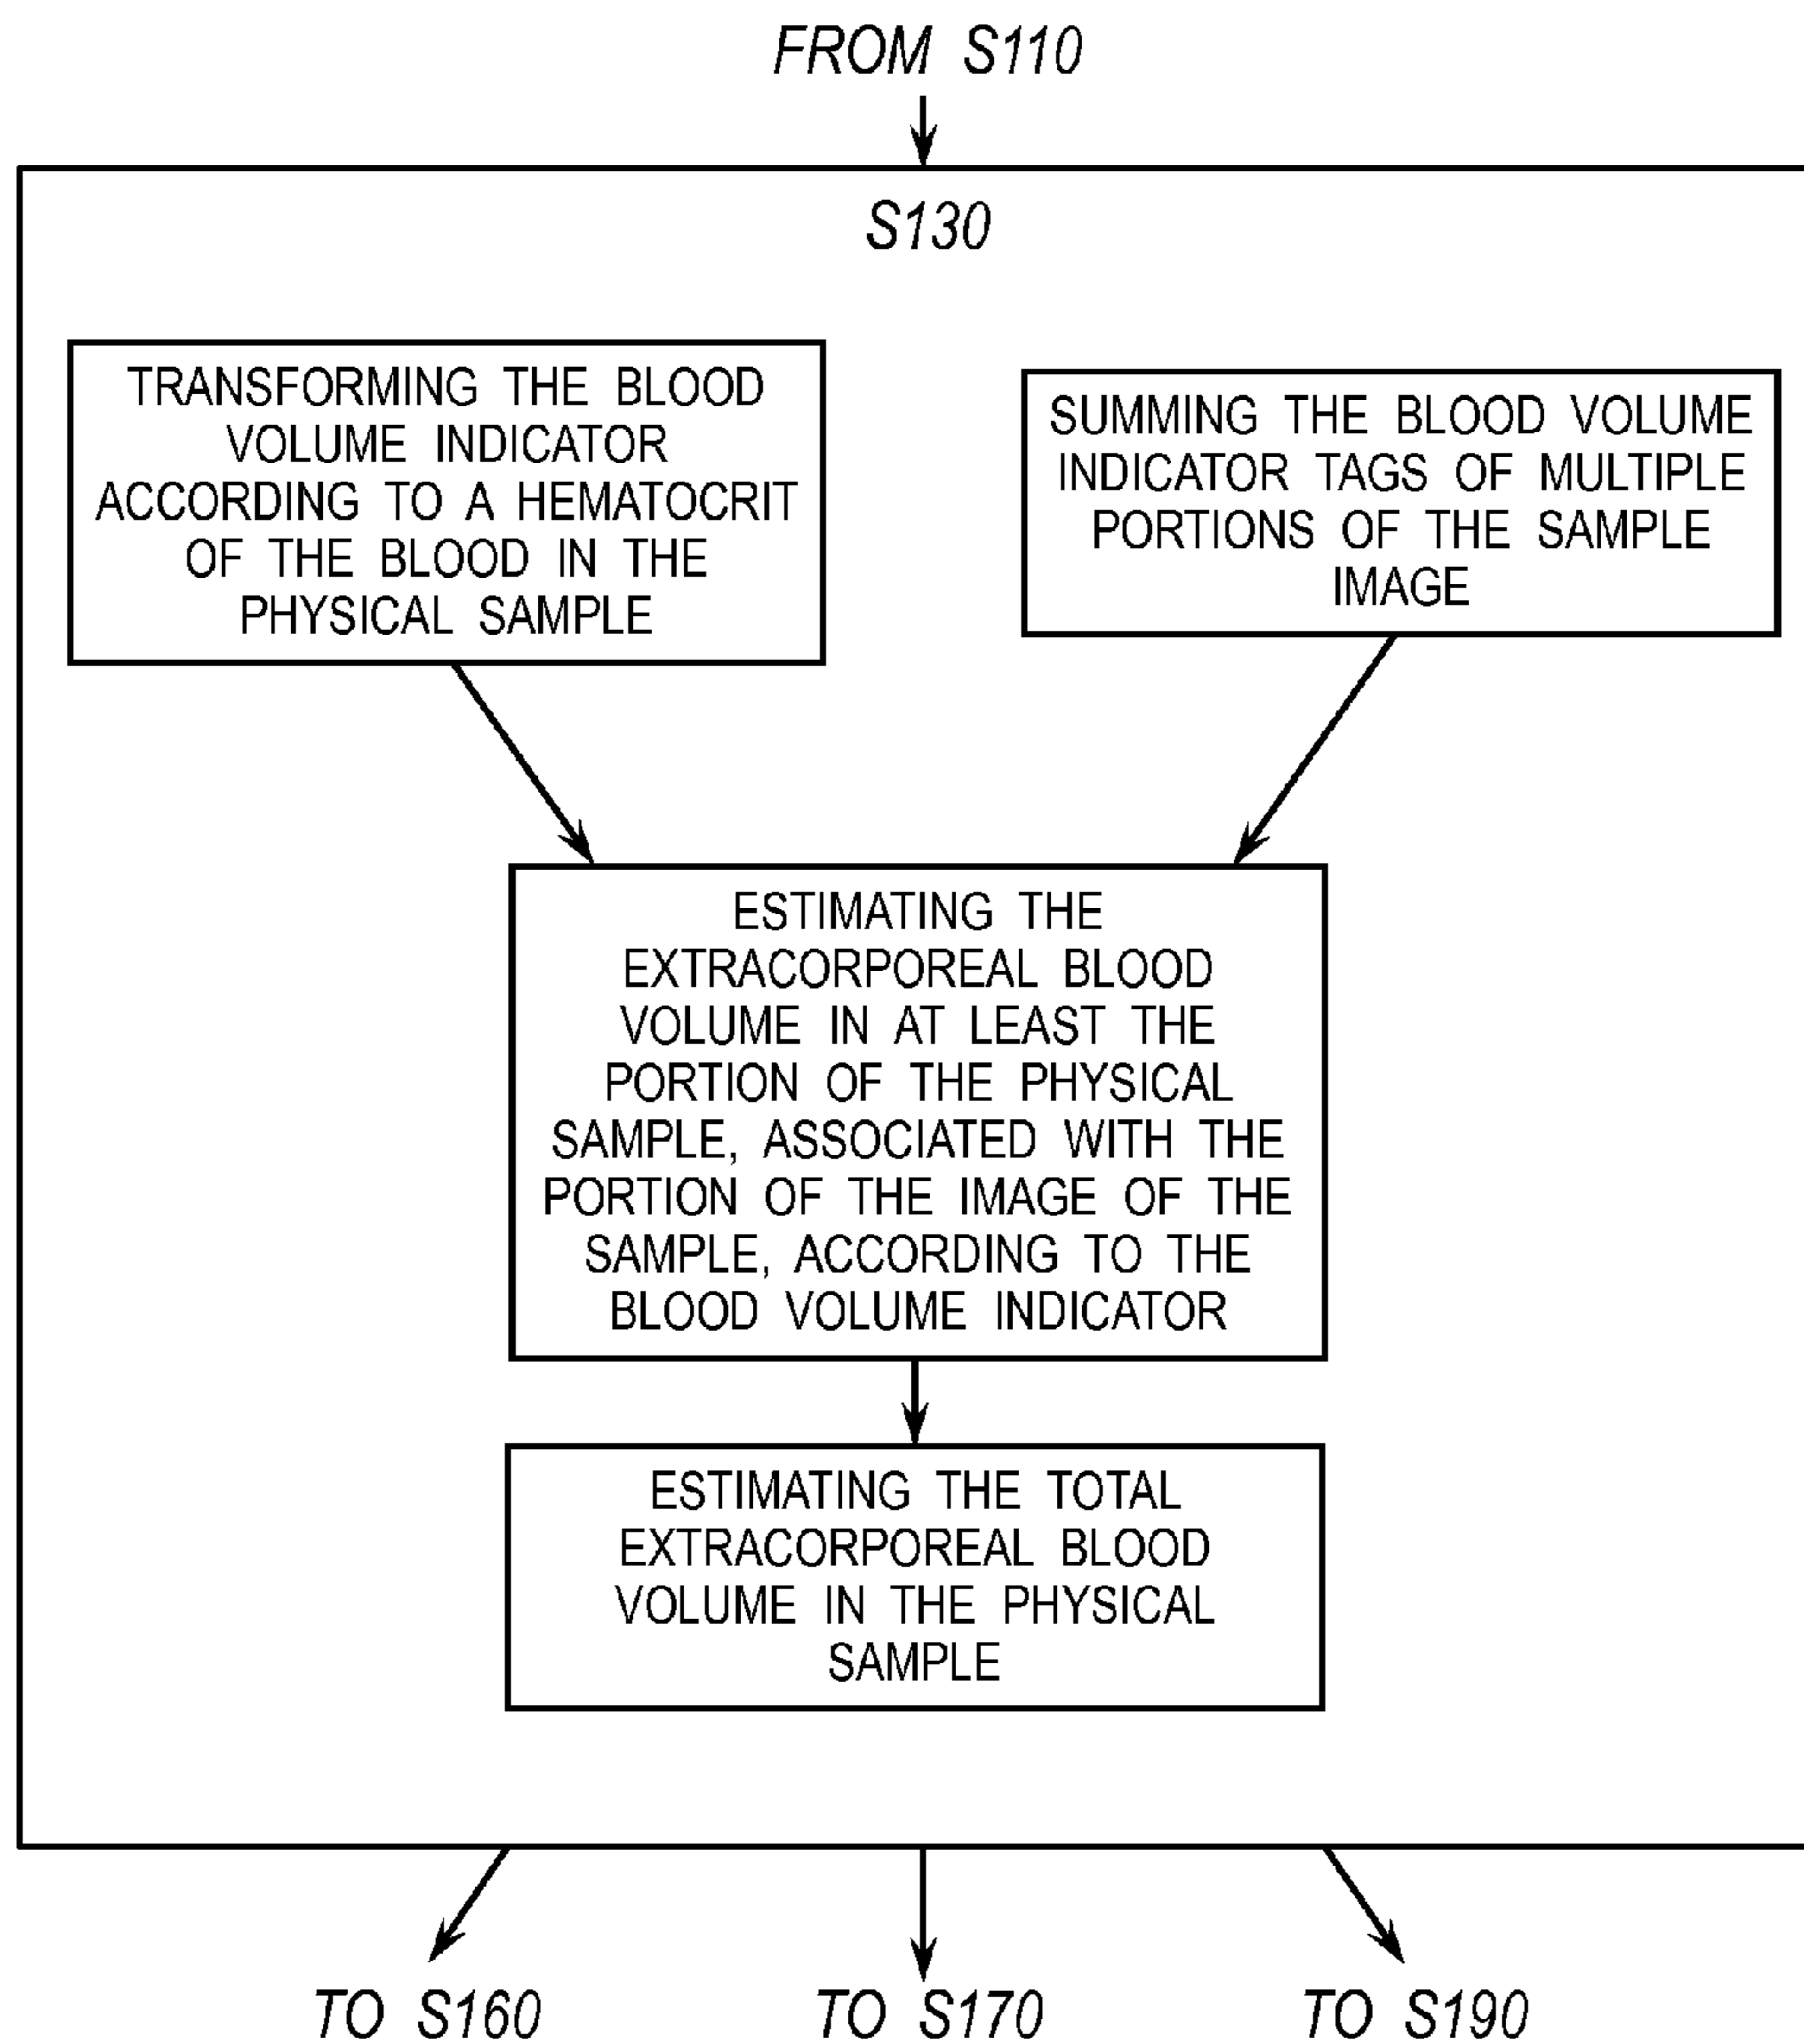 FROM S110
S130
TRANSFORMING THE BLOOD
VOLUME INDICATOR
ACCORDING TO A HEMATOCRIT
OF THE BLOOD IN THE
PHYSICAL SAMPLE
SUMMING THE BLOOD VOLUME
INDICATOR TAGS OF MULTIPLE
PORTIONS OF THE SAMPLE
IMAGE
ESTIMATING THE
EXTRACORPOREAL BLOOD
VOLUME IN AT LEAST THE
PORTION OF THE PHYSICAL
SAMPLE, ASSOCIATED WITH THE
PORTION OF THE IMAGE OF THE
SAMPLE, ACCORDING TO THE
BLOOD VOLUME INDICATOR
ESTIMATING THE TOTAL
EXTRACORPOREAL BLOOD
VOLUME IN THE PHYSICAL
SAMPLE
TO S160
TO S170
TO S190